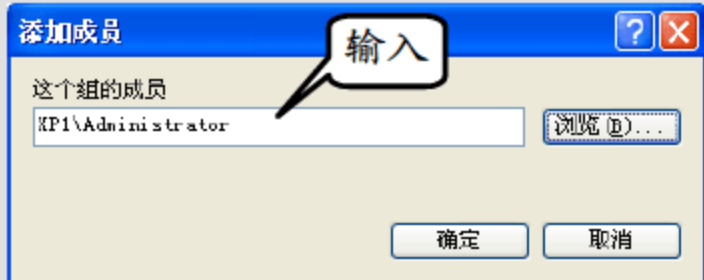 添加成员
输入
这个组的成员
XP1\Administrator
浏览(B)...
确定
取消